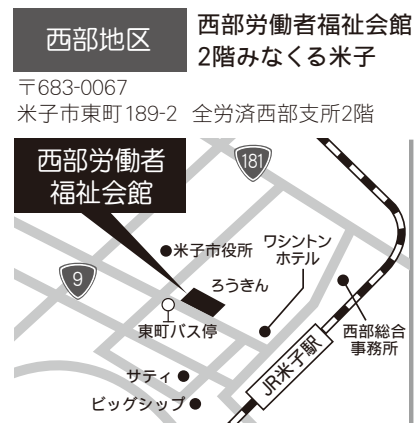 西部地区
西部労働者福祉会館
2階みなくる米子
〒683-0067
米子市東町189-2 全労済西部支所2階
西部労働者
福祉会館
181
●米子市役所
ワシントン
ホテル
9
ろうきん
東町バス停
西部総合
事務所
JR米子駅
サティ●
ビッグシップ●